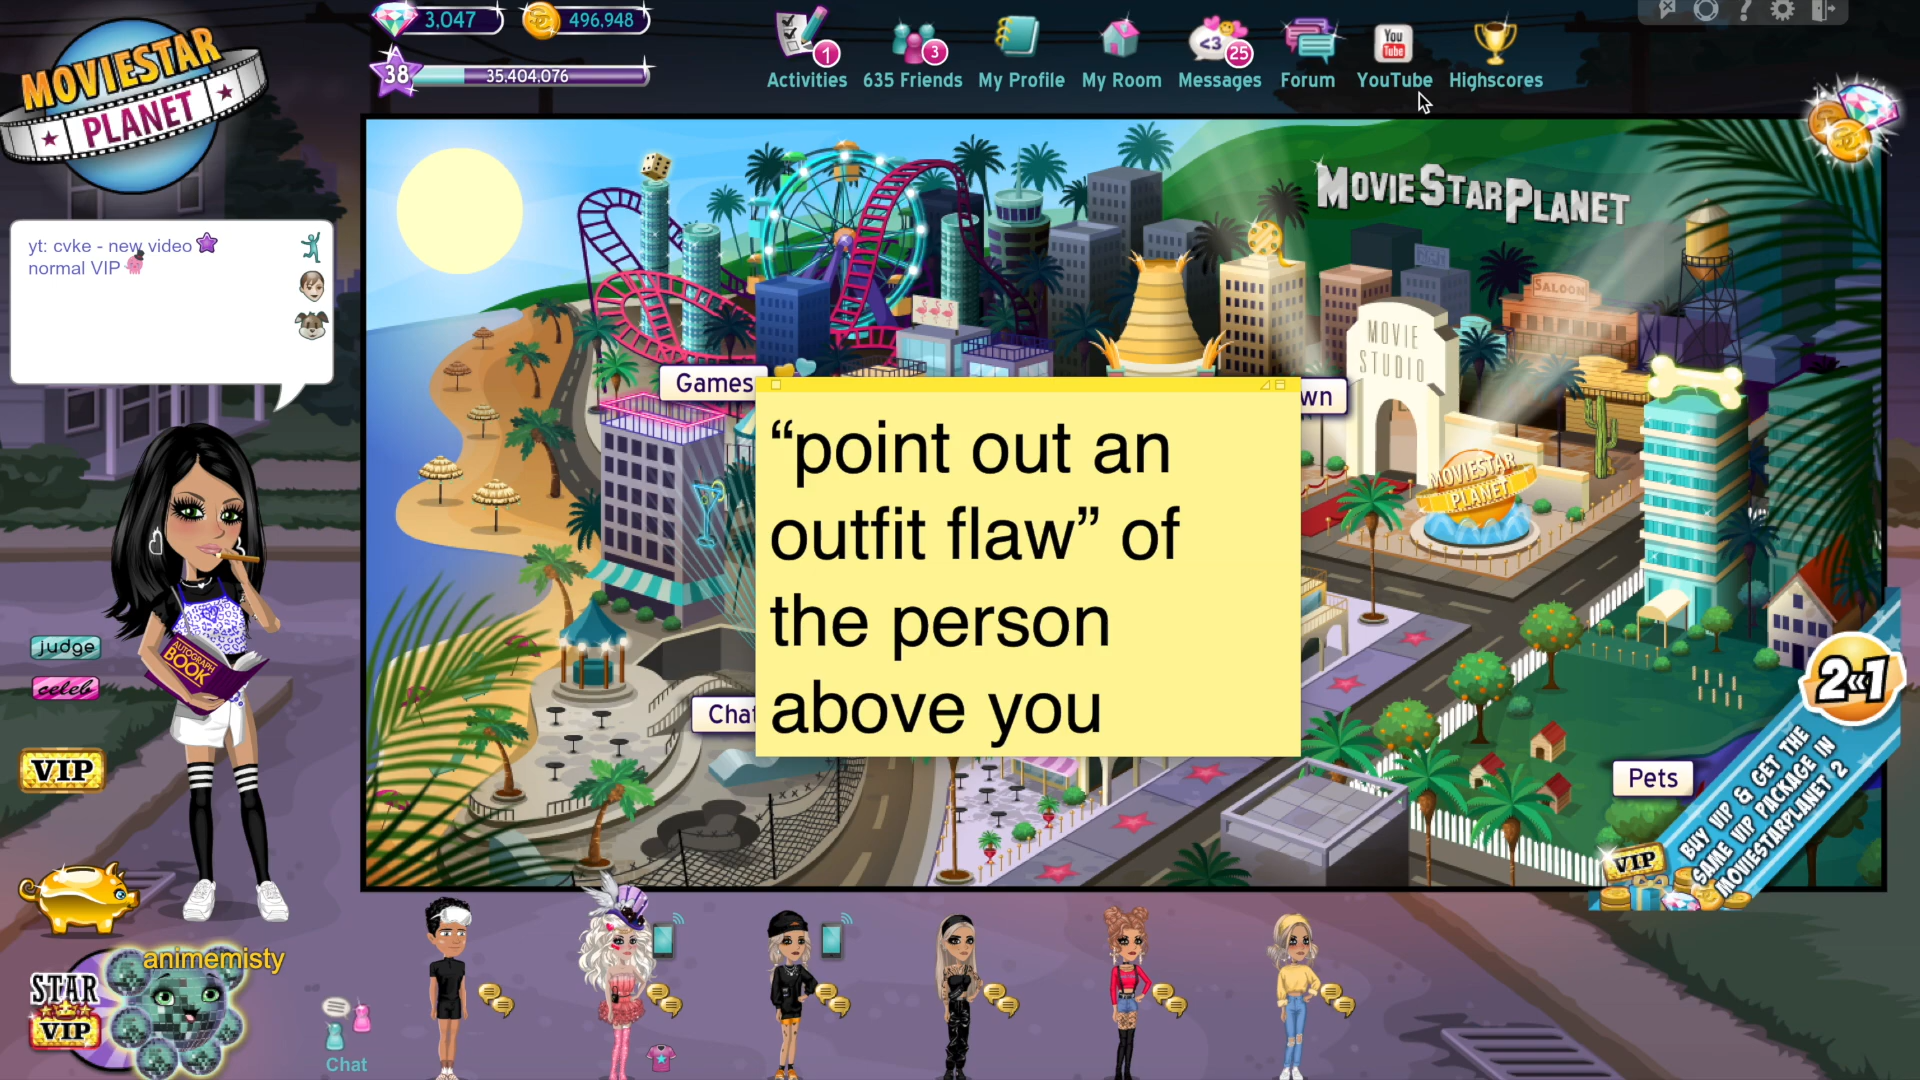 MOVIESTAR
PLANET
3,047
496,948
38
35.404.076
1
3
<3
25
You
Tube
Activities
635 Friends
My Profile
My Room
Messages
Forum
YouTube
Highscores
yt: cvke - new video
normal VIP
MOVIESTARPLANET
SALOON
MOVIE
STUDIO
Games
wn
MOVIESTAR
PLANET
“point out an
outfit flaw” of
the person
above you
AUTOGRAPH
BOOK
judge
celeb
VIP
Chat
Pets
2«1
BUY VIP & GET THE
SAME VIP PACKAGE IN
MOVIESTARPLANET 2
VIP
animemisty
STAR
VIP
Chat